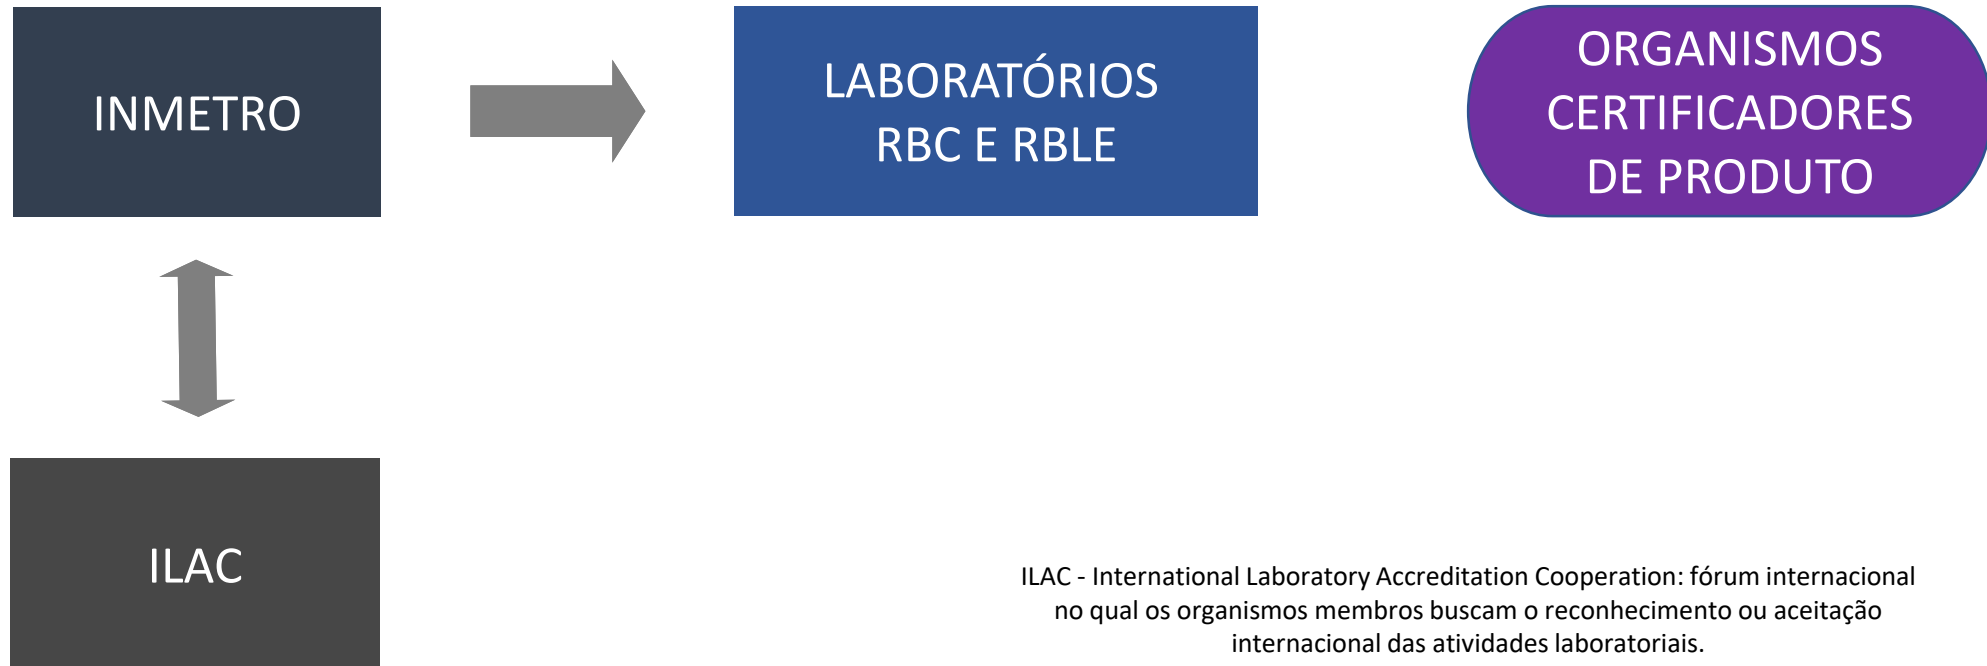 INMETRO
LABORATÓRIOS
RBC E RBLE
ORGANISMOS
CERTIFICADORES
DE PRODUTO
ILAC
ILAC - International Laboratory Accreditation Cooperation: fórum internacional
no qual os organismos membros buscam o reconhecimento ou aceitação
internacional das atividades laboratoriais.